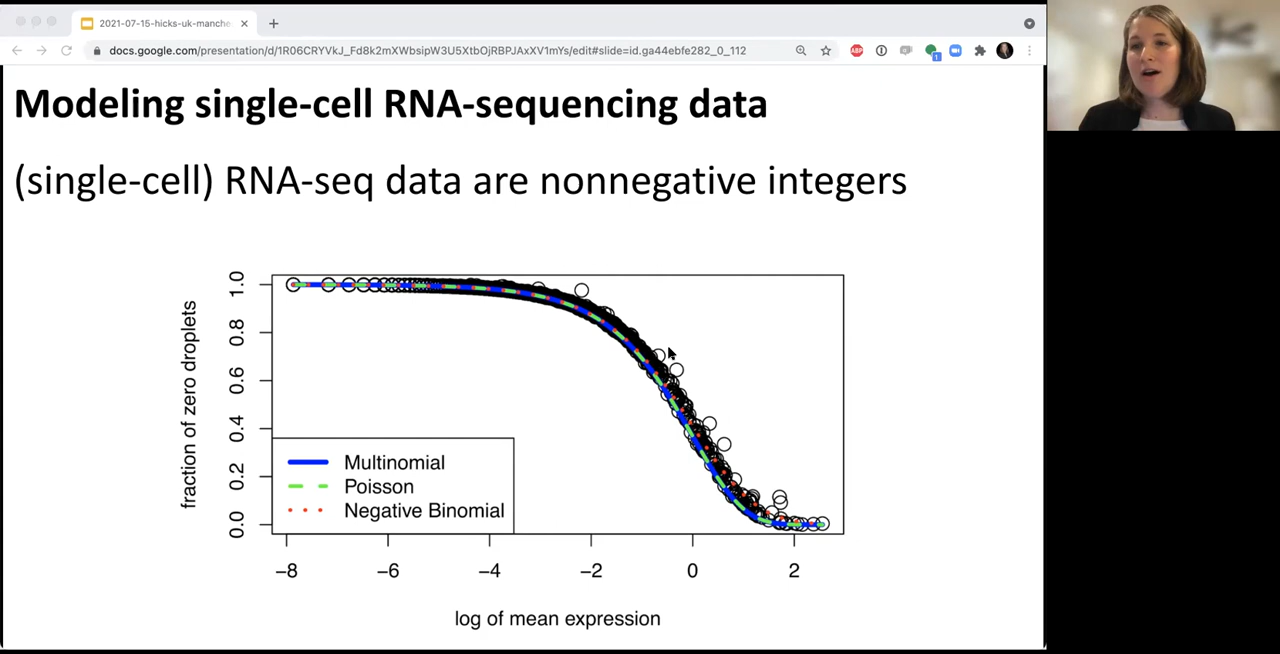 2021-07-15-hicks-uk-manche
docs.google.com/presentation/d/1R06CRYVkJ_Fd8k2mXWbsipW3U5XtbOjRBPJAxXV1mYs/edit#slide=id.ga44ebfe282_0_112
ABP
1
Modeling single-cell RNA-sequencing data
(single-cell) RNA-seq data are nonnegative integers
fraction of zero droplets
1.0
0.8
0.6
0.4
0.2
0.0
Multinomial
Poisson
Negative Binomial
−8 −6 −4 −2 0 2
log of mean expression